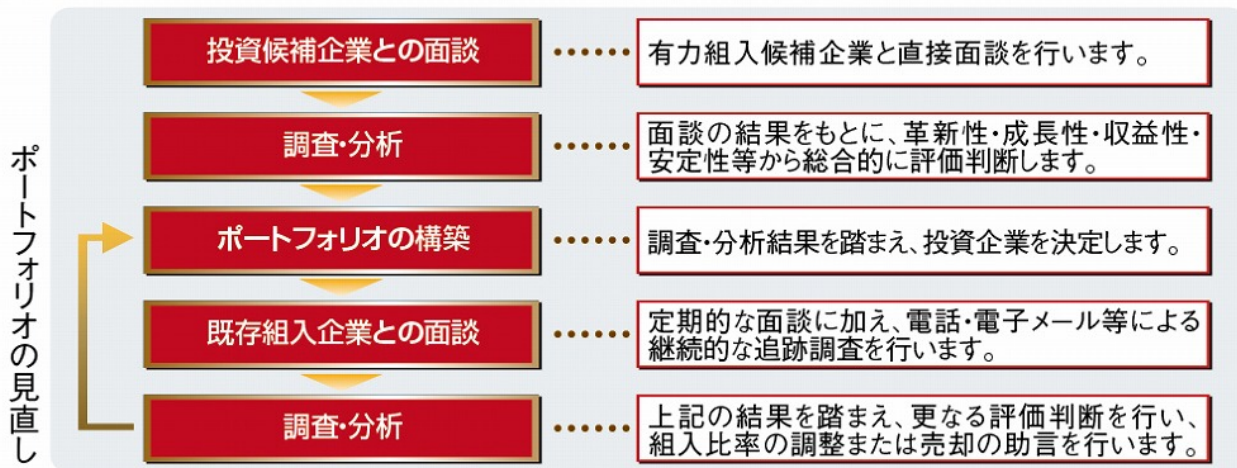 投資候補企業との面談
有力組入候補企業と直接面談を行います。
調査・分析
面談の結果をもとに、革新性・成長性・収益性・
安定性等から総合的に評価判断します。
ポートフォリオの構築
調査・分析結果を踏まえ、投資企業を決定します。
既存組入企業との面談
定期的な面談に加え、電話・電子メール等による
継続的な追跡調査を行います。
調査・分析
上記の結果を踏まえ、更なる評価判断を行い、
組入比率の調整または売却の助言を行います。
ポートフォリオの見直し